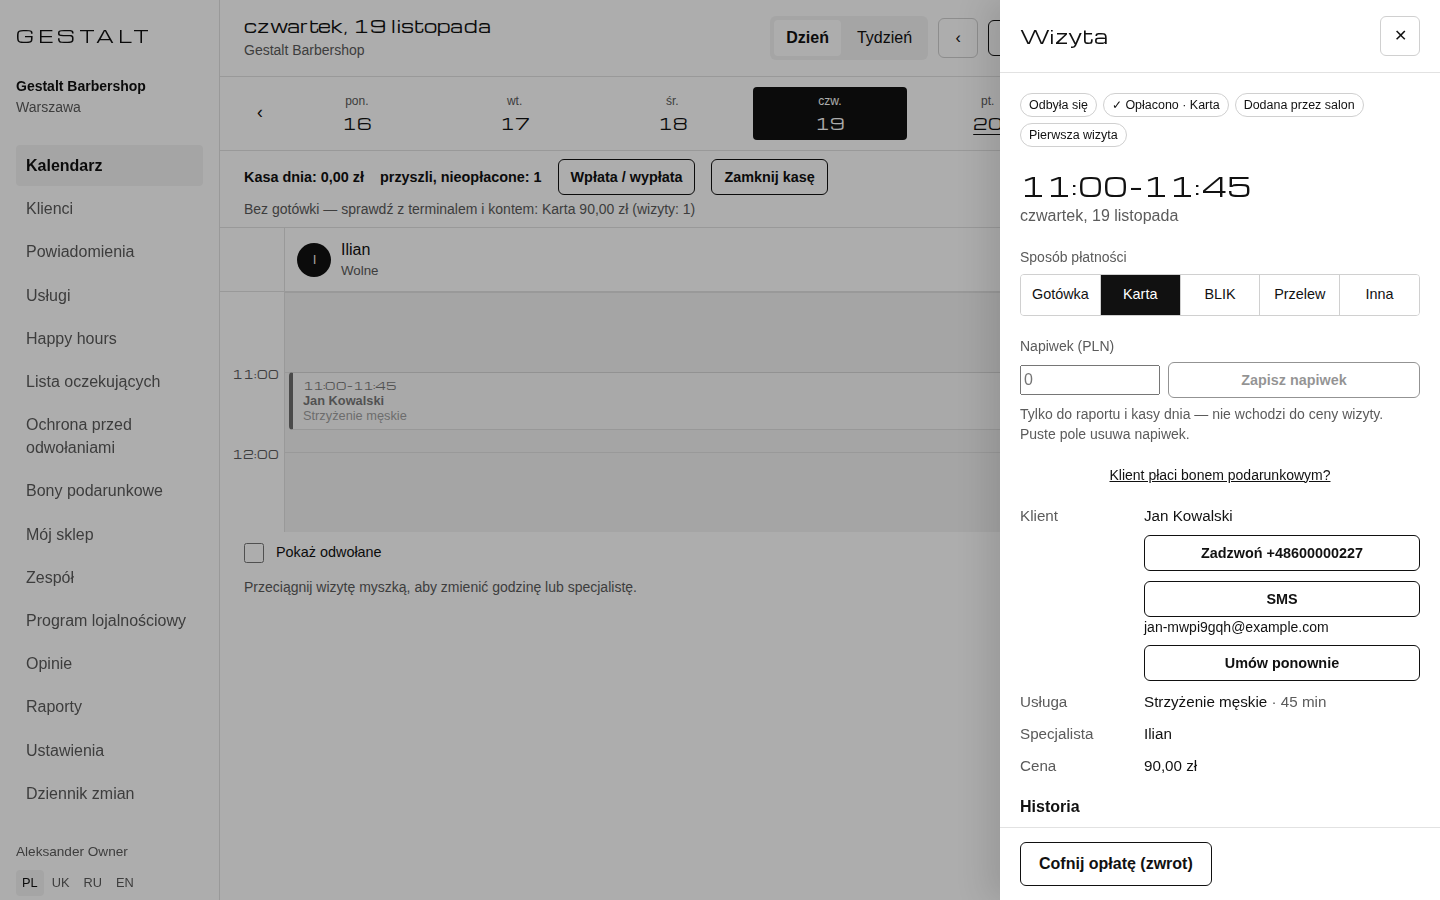 GESTALT
Gestalt Barbershop
Warszawa
Kalendarz
Klienci
Powiadomienia
Usługi
Happy hours
Lista oczekujących
Ochrona przed
odwołaniami
Bony podarunkowe
Mój sklep
Zespół
Program lojalnościowy
Opinie
Raporty
Ustawienia
Dziennik zmian
Aleksander Owner
PL UK RU EN
czwartek, 19 listopada
Gestalt Barbershop
Dzień Tydzień ‹
‹ pon. wt. śr. czw. pt.
16 17 18 19 20
Kasa dnia: 0,00 zł przyszli, nieopłacone: 1 Wpłata / wypłata Zamknij kasę
Bez gotówki — sprawdź z terminalem i kontem: Karta 90,00 zł (wizyty: 1)
I Ilian
Wolne
11:00
11:00-11:45
Jan Kowalski
Strzyżenie męskie
12:00
Pokaż odwołane
Przeciągnij wizytę myszką, aby zmienić godzinę lub specjalistę.
Wizyta ✕
Odbyła się ✓ Opłacono · Karta Dodana przez salon
Pierwsza wizyta
11:00-11:45
czwartek, 19 listopada
Sposób płatności
Gotówka Karta BLIK Przelew Inna
Napiwek (PLN)
0 Zapisz napiwek
Tylko do raportu i kasy dnia — nie wchodzi do ceny wizyty.
Puste pole usuwa napiwek.
Klient płaci bonem podarunkowym?
Klient Jan Kowalski
Zadzwoń +48600000227
SMS
jan-mwpi9gqh@example.com
Umów ponownie
Usługa Strzyżenie męskie · 45 min
Specjalista Ilian
Cena 90,00 zł
Historia
Cofnij opłatę (zwrot)